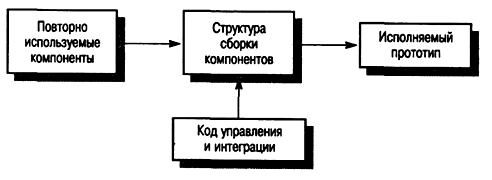 Повторно
используемые
компоненты
Структура
сборки
компонентов
Исполняемый
прототип
Код управления
и интеграции